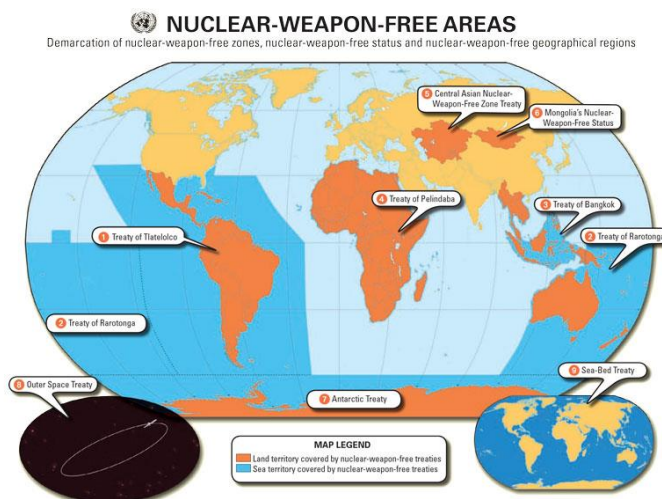 NUCLEAR-WEAPON-FREE AREAS
Demarcation of nuclear-weapon-free zones, nuclear-weapon-free status and nuclear-weapon-free geographical regions
5 Central Asian Nuclear-
Weapon-Free Zone Treaty
6 Mongolia's Nuclear-
Weapon-Free Status
4 Treaty of Pelindaba
3 Treaty of Bangkok
1 Treaty of Tlatelolco
2 Treaty of Rarotonga
2 Treaty of Rarotonga
8 Outer Space Treaty
9 Sea-Bed Treaty
7 Antarctic Treaty
MAP LEGEND
Land territory covered by nuclear-weapon-free treaties
Sea territory covered by nuclear-weapon-free treaties